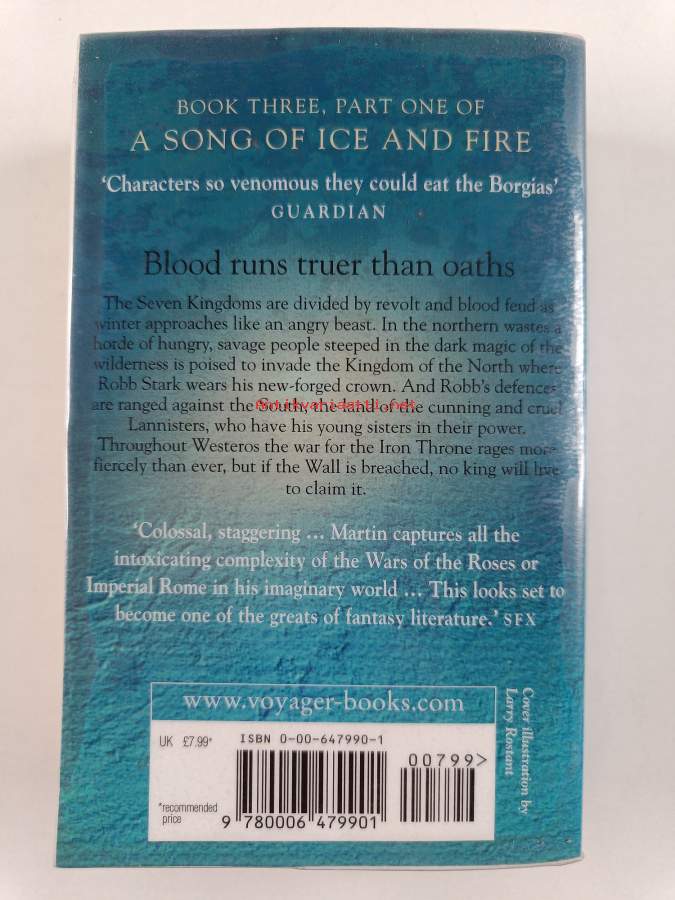 BOOK THREE, PART ONE OF
A SONG OF ICE AND FIRE
‘Characters so venomous they could eat the Borgias’
GUARDIAN
Blood runs truer than oaths
The Seven Kingdoms are divided by revolt and blood feud as
winter approaches like an angry beast. In the northern wastes a
horde of hungry, savage people steeped in the dark magic of the
wilderness is poised to invade the Kingdom of the North where
Robb Stark wears his new-forged crown. And Robb’s defences
are ranged against the South, the land of the cunning and cruel
antikvariaatti.net
Lannisters, who have his young sisters in their power.
Throughout Westeros the war for the Iron Throne rages more
fiercely than ever, but if the Wall is breached, no king will live
to claim it.
‘Colossal, staggering … Martin captures all the
intoxicating complexity of the Wars of the Roses or
Imperial Rome in his imaginary world … This looks set to
become one of the greats of fantasy literature.’ SFX
www.voyager-books.com
UK £7.99*
ISBN 0-00-647990-1
00799>
*recommended
price
9 780006 479901
Cover illustration by
Larry Rostant